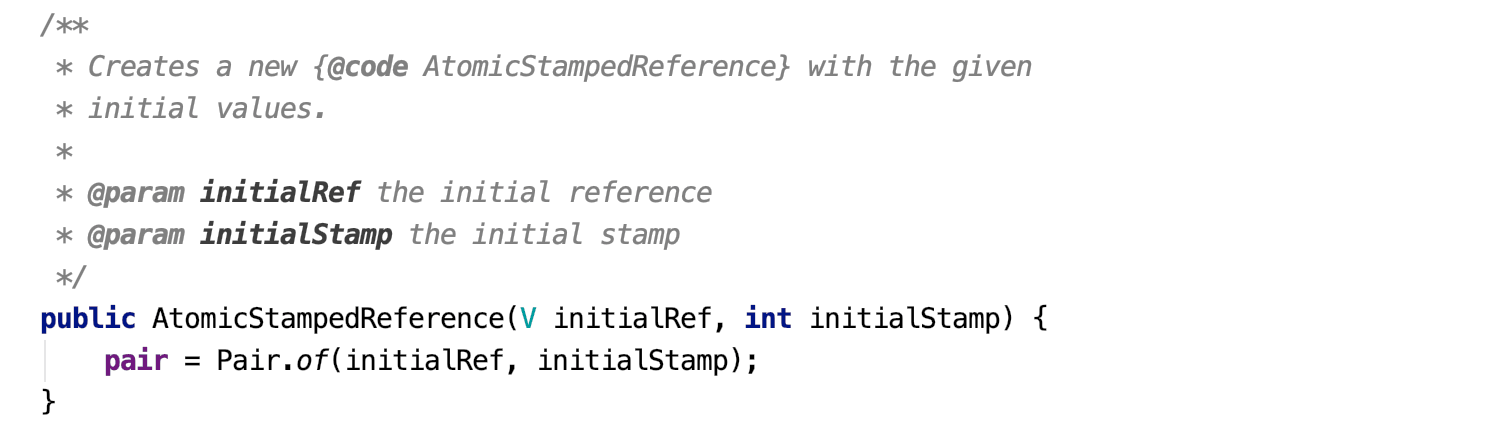 /**
 * Creates a new {@code AtomicStampedReference} with the given
 * initial values.
 *
 * @param initialRef the initial reference
 * @param initialStamp the initial stamp
 */
public AtomicStampedReference(V initialRef, int initialStamp) {
    pair = Pair.of(initialRef, initialStamp);
}